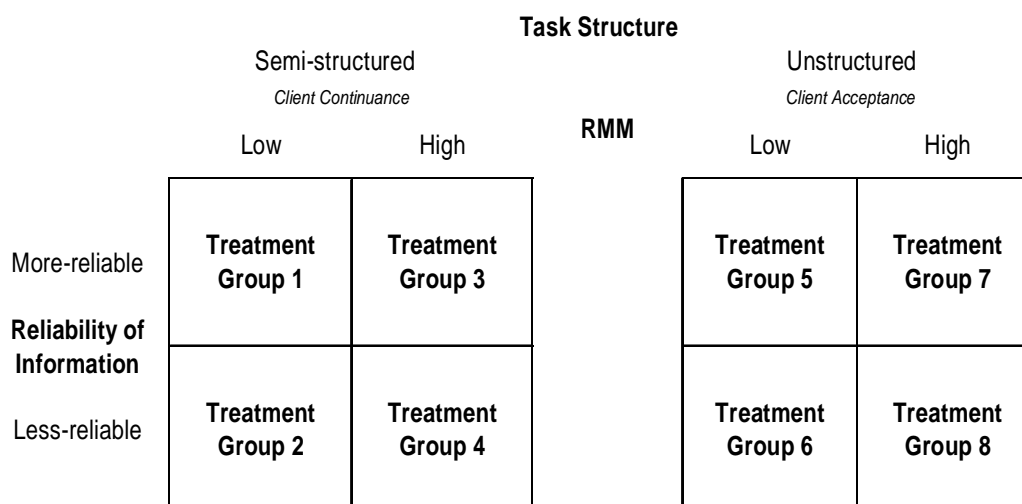 Task Structure
Semi-structured Unstructured
Client Continuance Client Acceptance
RMM
Low High Low High
Treatment Treatment Treatment Treatment
More-reliable
Group 1 Group 3 Group 5 Group 7
Reliability of
Information
Treatment Treatment Treatment Treatment
Less-reliable
Group 2 Group 4 Group 6 Group 8